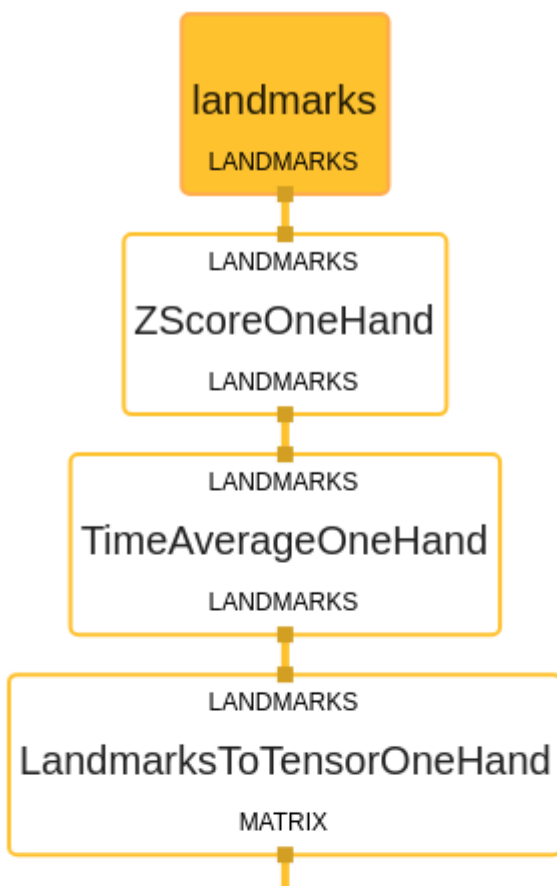 landmarks
LANDMARKS
LANDMARKS
ZScoreOneHand
LANDMARKS
LANDMARKS
TimeAverageOneHand
LANDMARKS
LANDMARKS
LandmarksToTensorOneHand
MATRIX